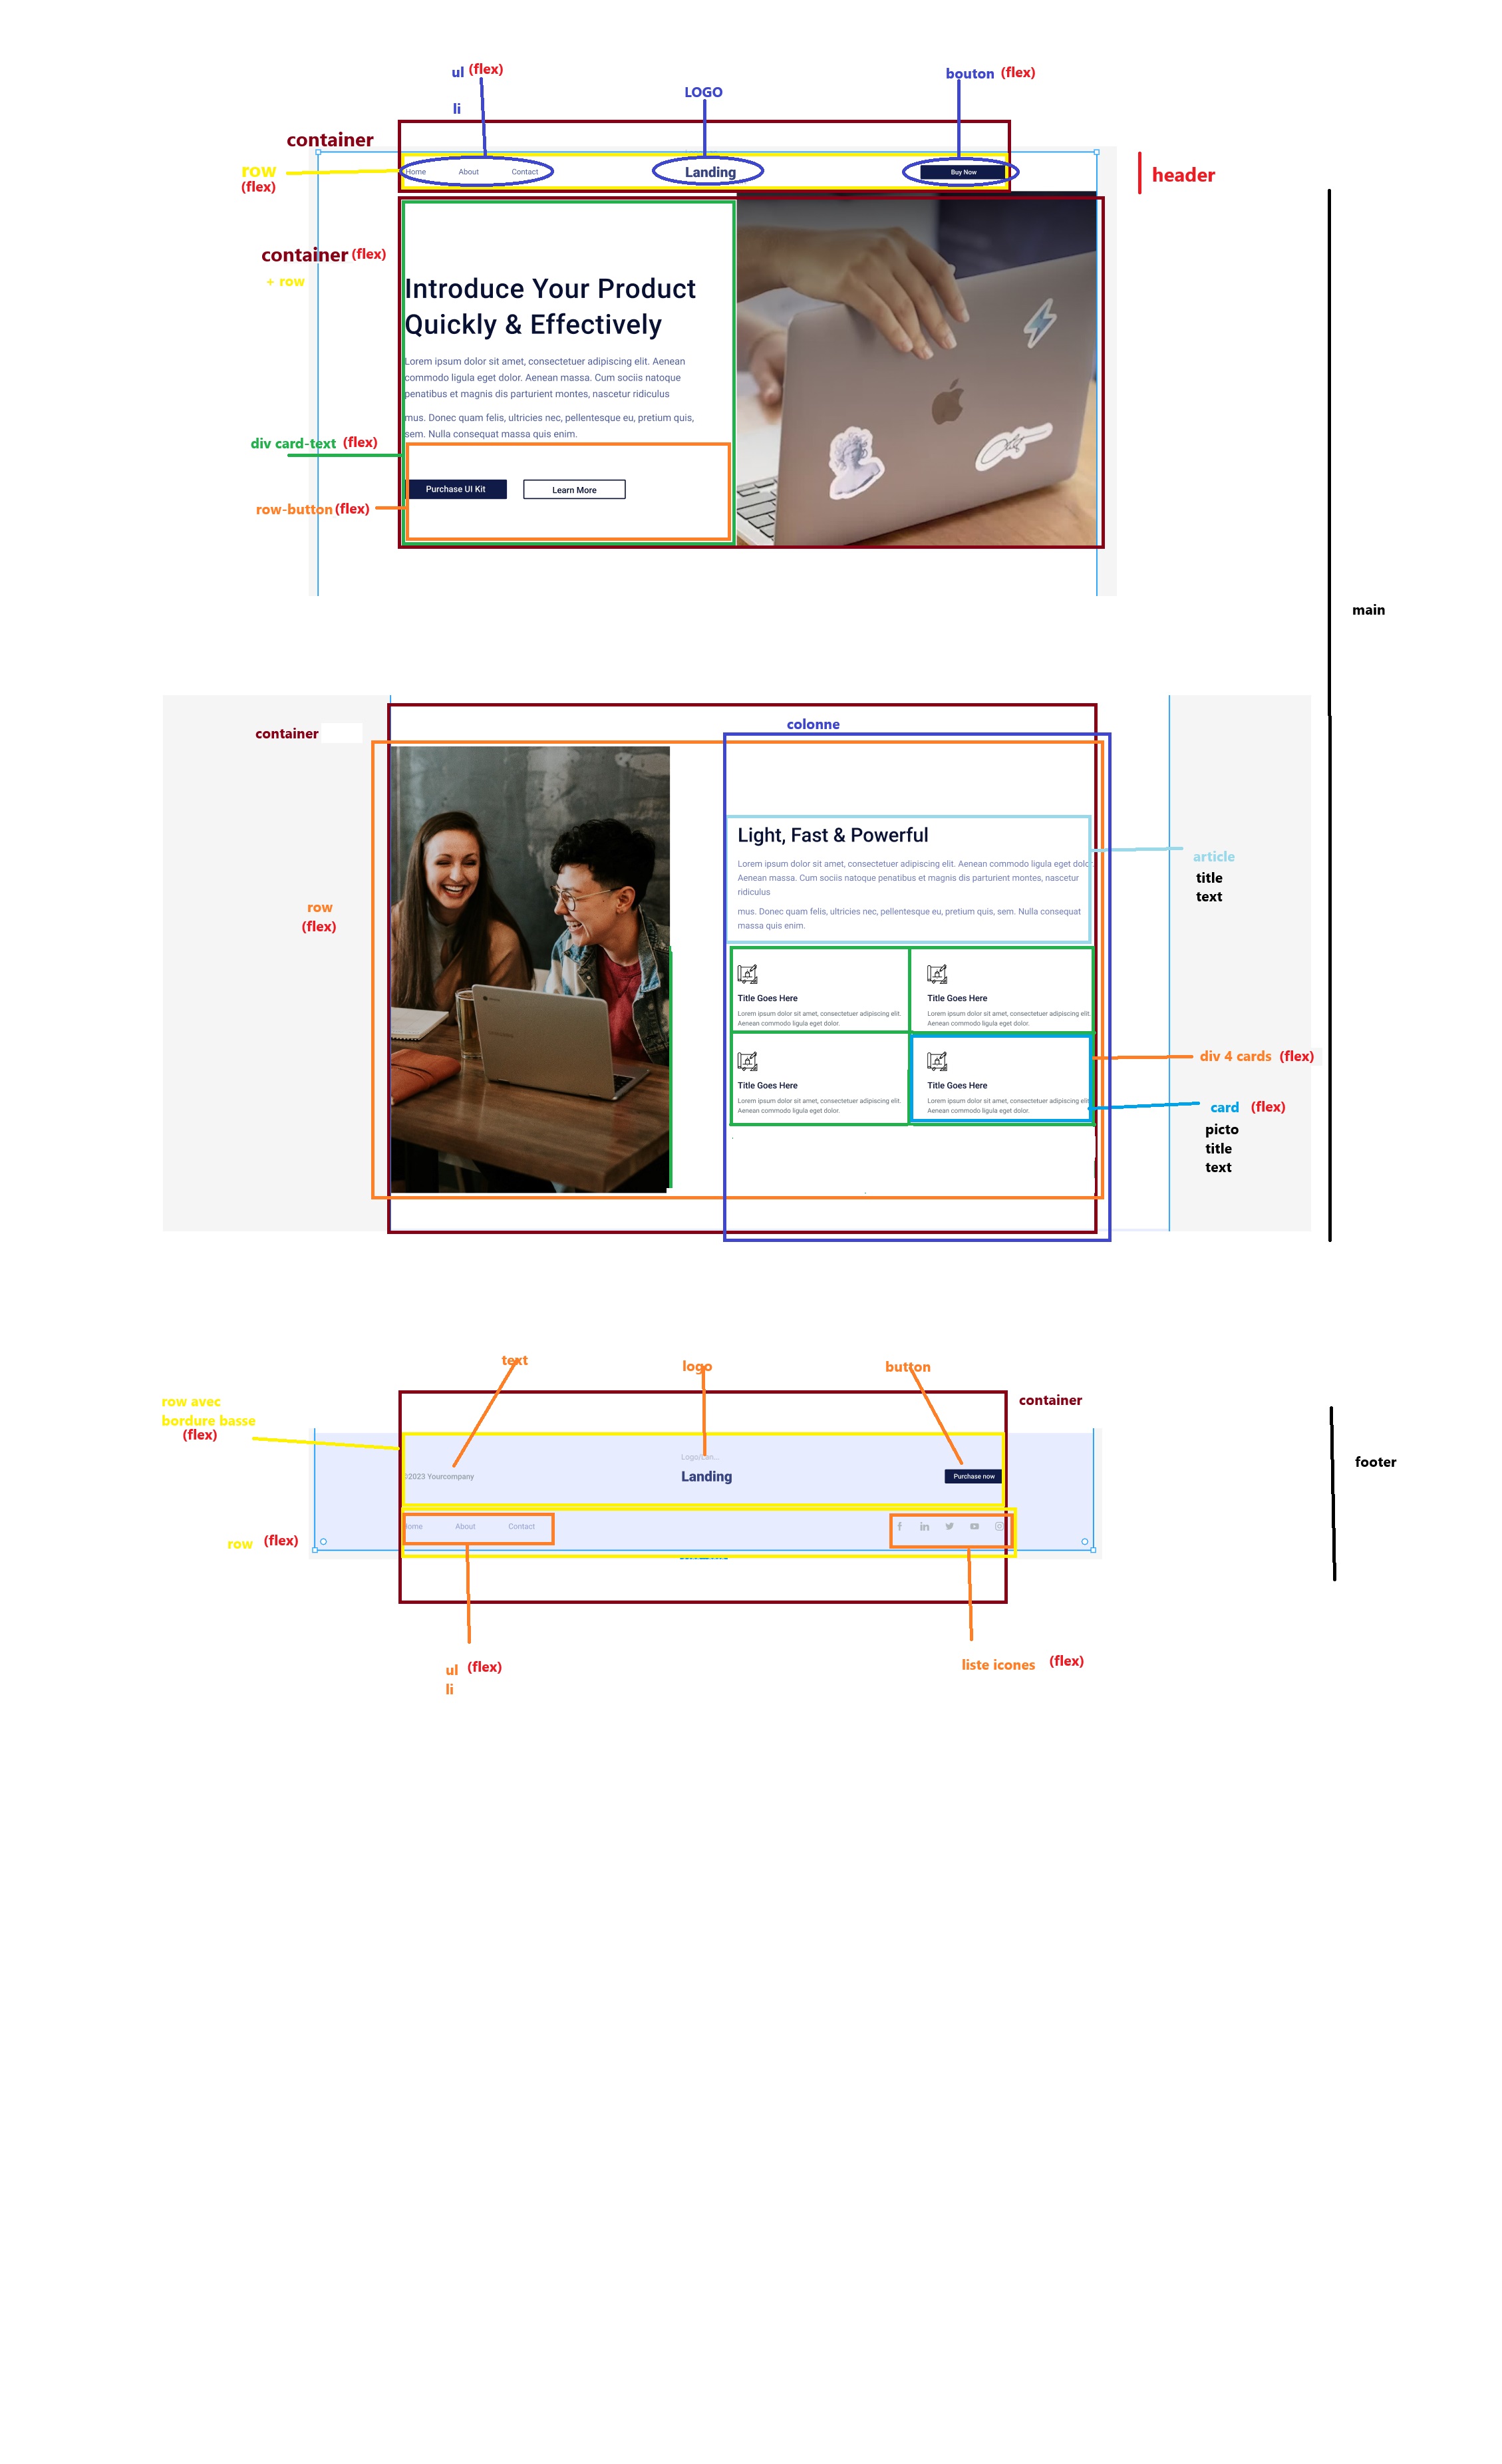 ul (flex)
li
LOGO
bouton (flex)
container
row
(flex)
Home About Contact
Landing
Buy Now
header
container (flex)
+ row
Introduce Your Product
Quickly & Effectively
Lorem ipsum dolor sit amet, consectetuer adipiscing elit. Aenean
commodo ligula eget dolor. Aenean massa. Cum sociis natoque
penatibus et magnis dis parturient montes, nascetur ridiculus
mus. Donec quam felis, ultricies nec, pellentesque eu, pretium quis,
sem. Nulla consequat massa quis enim.
div card-text (flex)
Purchase UI Kit
Learn More
row-button (flex)
main
container
colonne
row
(flex)
Light, Fast & Powerful
Lorem ipsum dolor sit amet, consectetuer adipiscing elit. Aenean commodo ligula eget dolor.
Aenean massa. Cum sociis natoque penatibus et magnis dis parturient montes, nascetur
ridiculus
mus. Donec quam felis, ultricies nec, pellentesque eu, pretium quis, sem. Nulla consequat
massa quis enim.
article
title
text
Title Goes Here
Lorem ipsum dolor sit amet, consectetuer adipiscing elit.
Aenean commodo ligula eget dolor.
Title Goes Here
Lorem ipsum dolor sit amet, consectetuer adipiscing elit.
Aenean commodo ligula eget dolor.
Title Goes Here
Lorem ipsum dolor sit amet, consectetuer adipiscing elit.
Aenean commodo ligula eget dolor.
Title Goes Here
Lorem ipsum dolor sit amet, consectetuer adipiscing elit.
Aenean commodo ligula eget dolor.
div 4 cards (flex)
card (flex)
picto
title
text
text
logo
button
row avec
bordure basse
(flex)
container
Logo/Lan...
©2023 Yourcompany
Landing
Purchase now
footer
row (flex)
Home About Contact
ul (flex)
li
liste icones (flex)